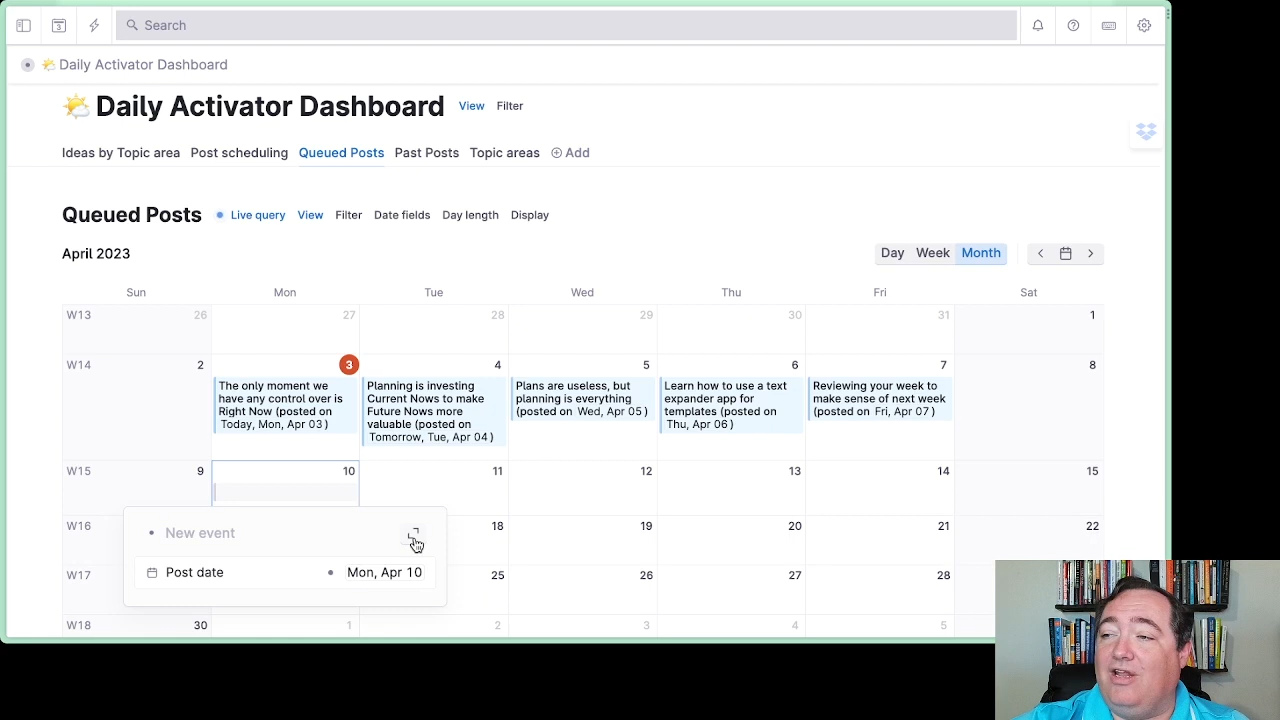 3
Search
Daily Activator Dashboard
Daily Activator Dashboard View Filter
Ideas by Topic area Post scheduling Queued Posts Past Posts Topic areas Add
Queued Posts Live query View Filter Date fields Day length Display
April 2023 Day Week Month
Sun Mon Tue Wed Thu Fri Sat
W13 26 27 28 29 30 31 1
W14 2 3 4 5 6 7 8
The only moment we
have any control over is
Right Now (posted on
Today, Mon, Apr 03 )
Planning is investing
Current Nows to make
Future Nows more
valuable (posted on
Tomorrow, Tue, Apr 04 )
Plans are useless, but
planning is everything
(posted on Wed, Apr 05 )
Learn how to use a text
expander app for
templates (posted on
Thu, Apr 06 )
Reviewing your week to
make sense of next week
(posted on Fri, Apr 07 )
W15 9 10 11 12 13 14 15
W16 18 19 20 21 22
New event
Post date Mon, Apr 10
W17 25 26 27 28
W18 30 1 2 3 4 5